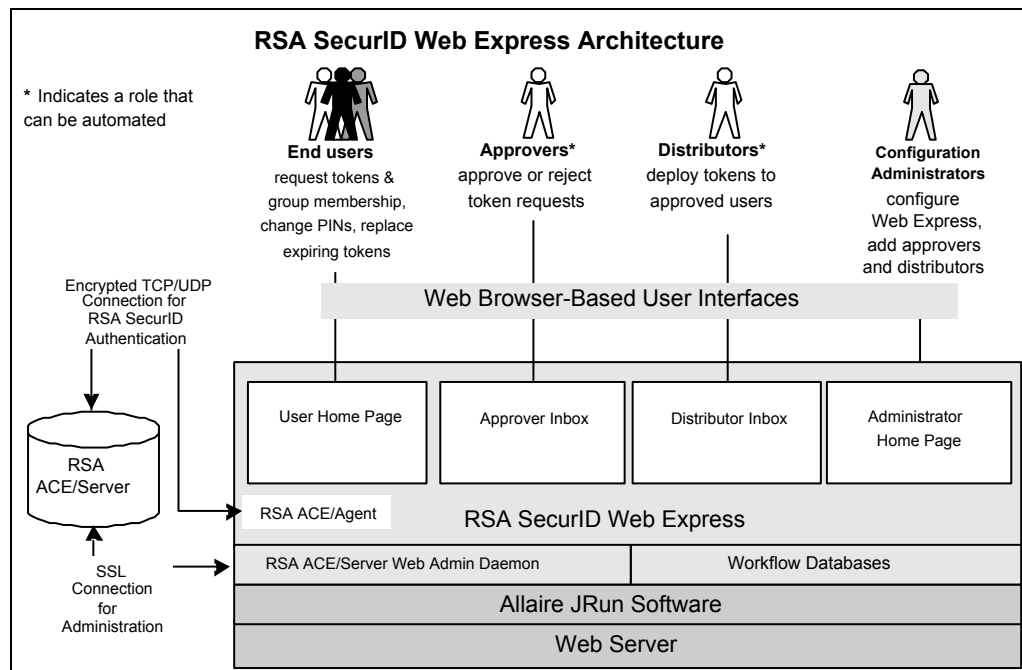 RSA SecurID Web Express Architecture
* Indicates a role that
can be automated
End users
request tokens &
group membership,
change PINs, replace
expiring tokens
Approvers*
approve or reject
token requests
Distributors*
deploy tokens to
approved users
Configuration
Administrators
configure
Web Express,
add approvers
and distributors
Encrypted TCP/UDP
Connection for
RSA SecurID
Authentication
Web Browser-Based User Interfaces
User Home Page
Approver Inbox
Distributor Inbox
Administrator
Home Page
RSA
ACE/Server
RSA ACE/Agent
RSA SecurID Web Express
SSL
Connection
for
Administration
RSA ACE/Server Web Admin Daemon
Workflow Databases
Allaire JRun Software
Web Server